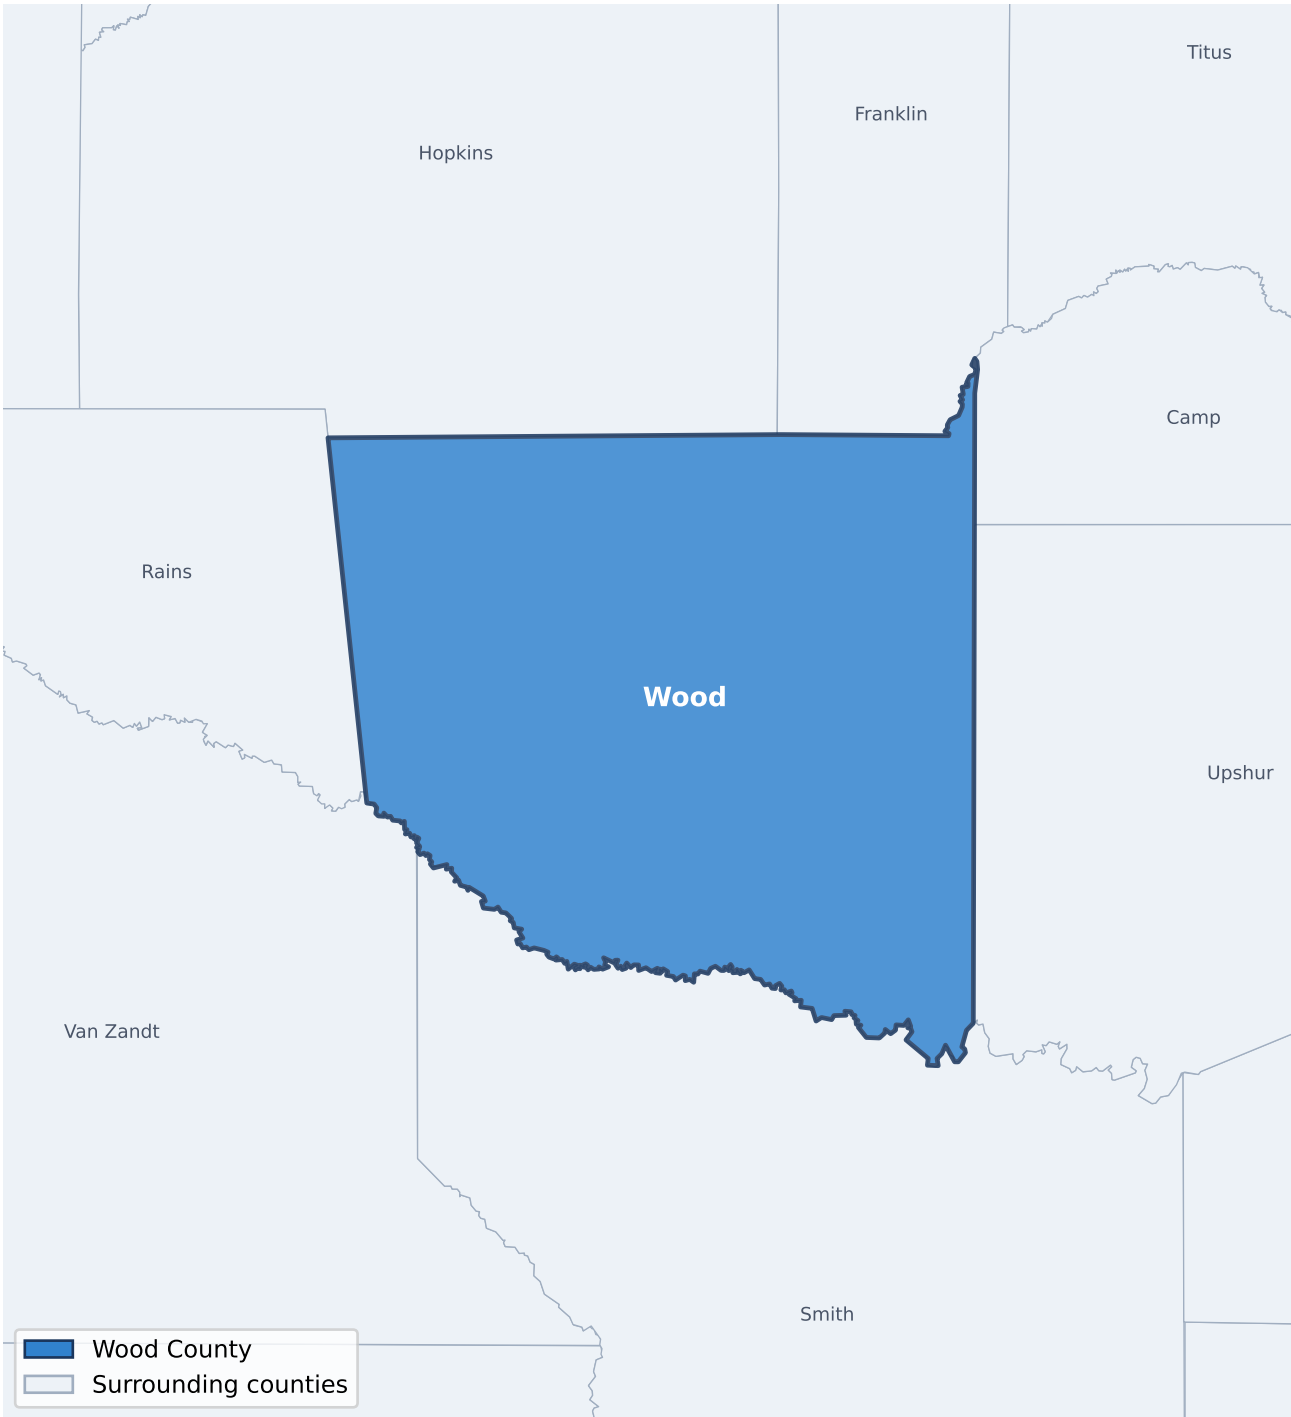 Titus
Franklin
Hopkins
Camp
Rains
Wood
Upshur
Van Zandt
Smith
Wood County
Surrounding counties